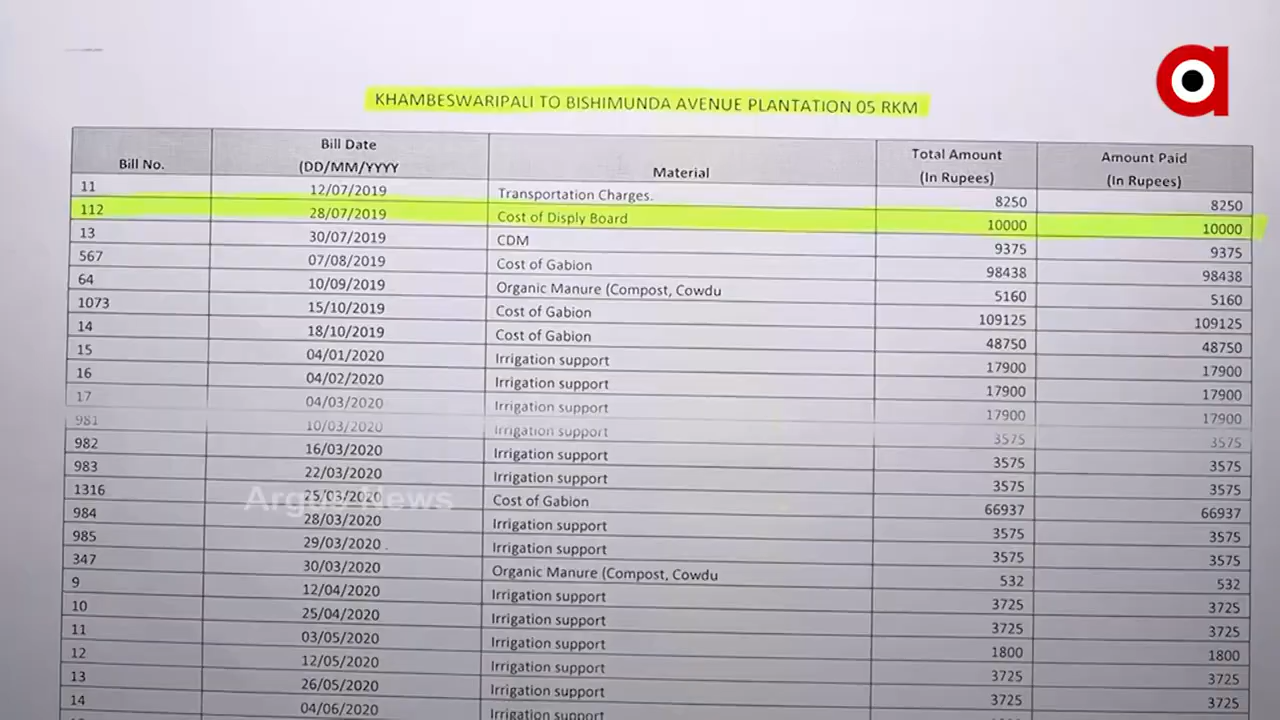 KHAMBESWARIPALI TO BISHIMUNDA AVENUE PLANTATION 05 RKM
Bill No. Bill Date (DD/MM/YYYY Material Total Amount (In Rupees) Amount Paid (In Rupees)
11 12/07/2019 Transportation Charges. 8250 8250
112 28/07/2019 Cost of Disply Board 10000 10000
13 30/07/2019 CDM 9375 9375
567 07/08/2019 Cost of Gabion 98438 98438
64 10/09/2019 Organic Manure (Compost, Cowdu 5160 5160
1073 15/10/2019 Cost of Gabion 109125 109125
14 18/10/2019 Cost of Gabion 48750 48750
15 04/01/2020 Irrigation support 17900 17900
16 04/02/2020 Irrigation support 17900 17900
17 04/03/2020 Irrigation support 17900 17900
981 10/03/2020 Irrigation support 3575 3575
982 16/03/2020 Irrigation support 3575 3575
983 22/03/2020 Irrigation support 3575 3575
1316 25/03/2020 Cost of Gabion 66937 66937
Argus News
984 28/03/2020 Irrigation support 3575 3575
985 29/03/2020 Irrigation support 3575 3575
347 30/03/2020 Organic Manure (Compost, Cowdu 532 532
9 12/04/2020 Irrigation support 3725 3725
10 25/04/2020 Irrigation support 3725 3725
11 03/05/2020 Irrigation support 1800 1800
12 12/05/2020 Irrigation support 3725 3725
13 26/05/2020 Irrigation support 3725 3725
14 04/06/2020 Irrigation support